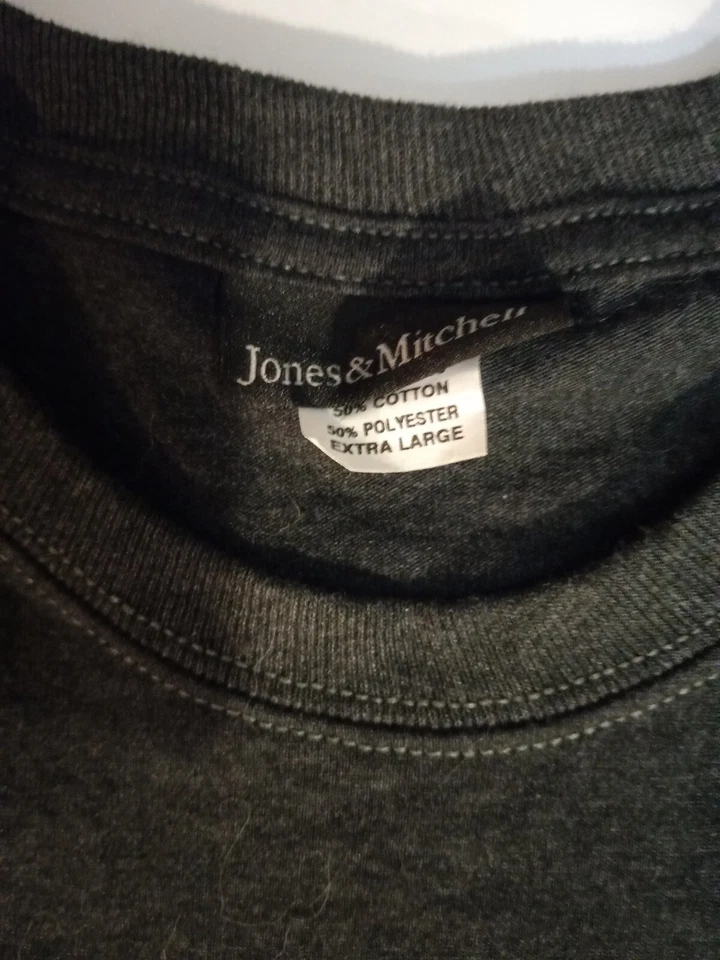 Jones&Mitchell
50% COTTON
50% POLYESTER
EXTRA LARGE